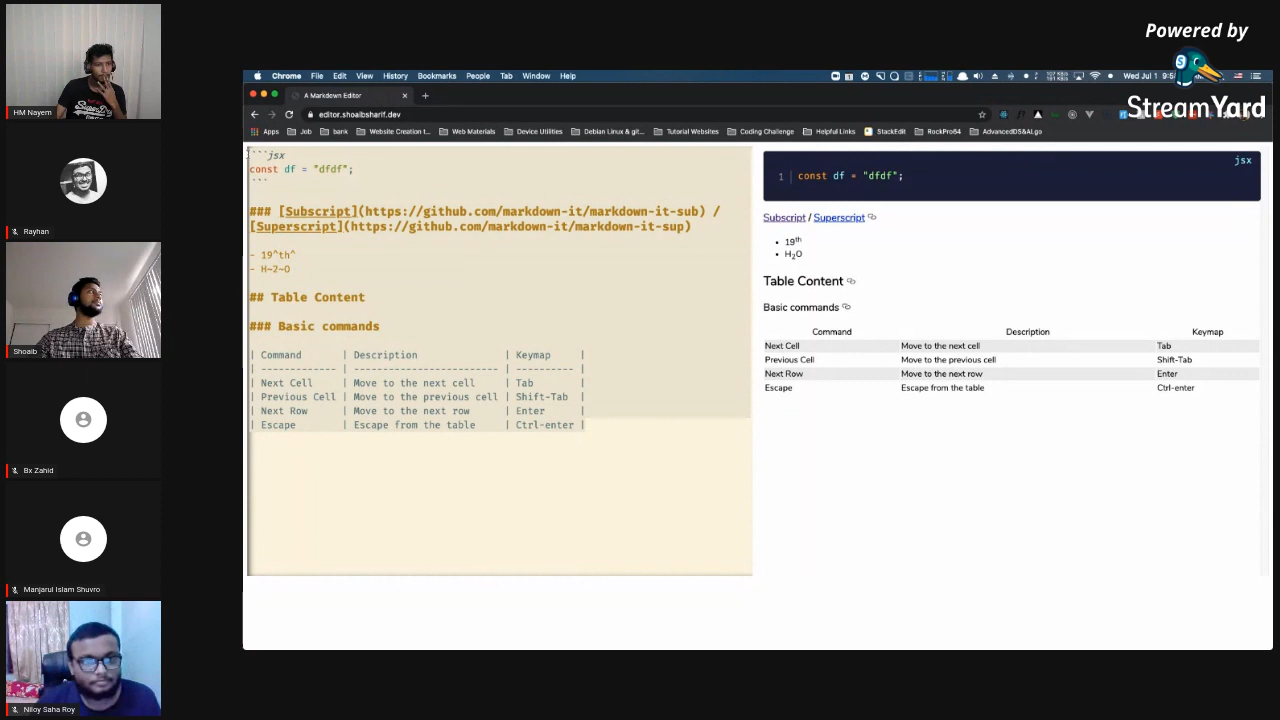 Powered by
StreamYard
HM Nayem
Rayhan
Shoaib
Bx Zahid
Manjarul Islam Shuvro
Niloy Saha Roy
Chrome File Edit View History Bookmarks People Tab Window Help
Wed Jul 1
A Markdown Editor
editor.shoaibsharif.dev
Apps Job bank Website Creation t... Web Materials Device Utilities Debian Linux & git... Tutorial Websites Coding Challenge Helpful Links StackEdit RockPro64 AdvancedDS&ALgo
```jsx
const df = "dfdf";
```
### [Subscript](https://github.com/markdown-it/markdown-it-sub) /
[Superscript](https://github.com/markdown-it/markdown-it-sup)
- 19^th^
- H~2~O
## Table Content
### Basic commands
| Command | Description | Keymap |
| ------------- | ------------------------- | ---------- |
| Next Cell | Move to the next cell | Tab |
| Previous Cell | Move to the previous cell | Shift-Tab |
| Next Row | Move to the next row | Enter |
| Escape | Escape from the table | Ctrl-enter |
jsx
1 const df = "dfdf";
Subscript / Superscript
• 19th
• H2O
Table Content
Basic commands
Command Description Keymap
Next Cell Move to the next cell Tab
Previous Cell Move to the previous cell Shift-Tab
Next Row Move to the next row Enter
Escape Escape from the table Ctrl-enter